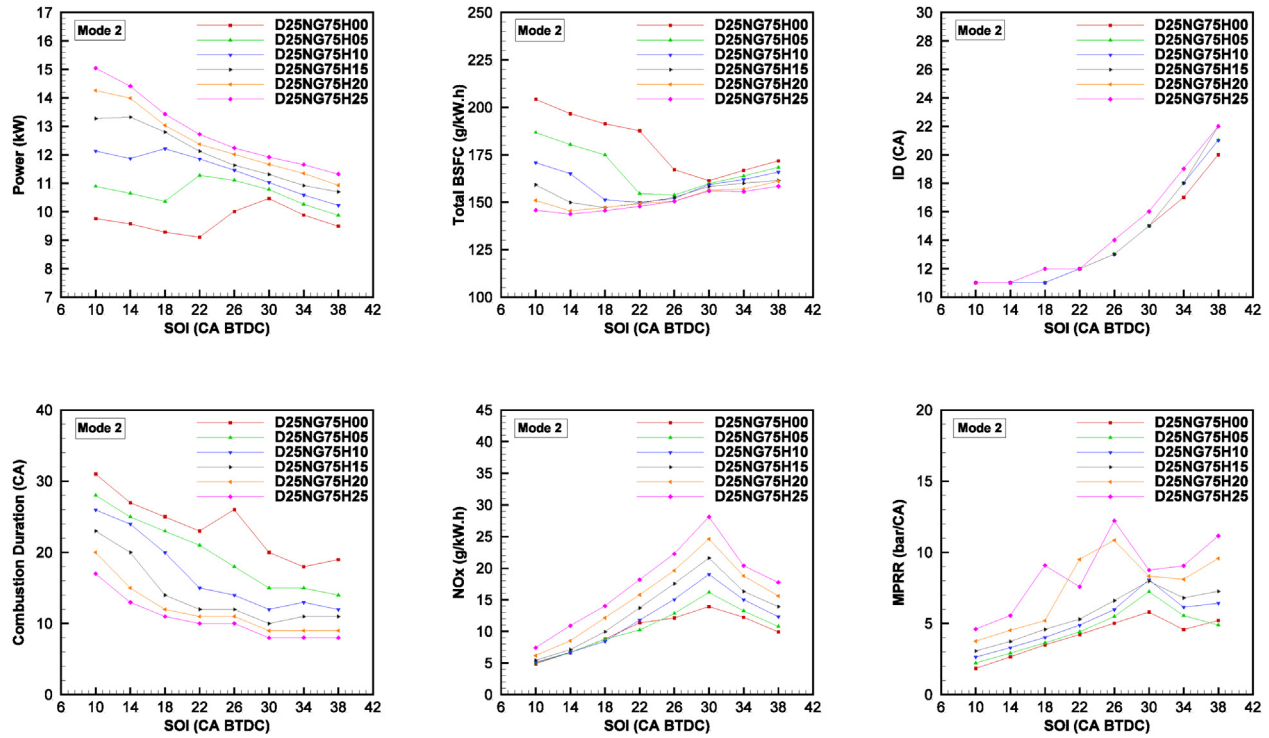 17
16
15
14
13
12
11
10
9
8
7
Power (kW)
Mode 2
D25NG75H00
D25NG75H05
D25NG75H10
D25NG75H15
D25NG75H20
D25NG75H25
6 10 14 18 22 26 30 34 38 42
SOI (CA BTDC)
250
225
200
175
150
125
100
Total BSFC (g/kW.h)
Mode 2
D25NG75H00
D25NG75H05
D25NG75H10
D25NG75H15
D25NG75H20
D25NG75H25
6 10 14 18 22 26 30 34 38 42
SOI (CA BTDC)
30
28
26
24
22
20
18
16
14
12
10
ID (CA)
Mode 2
D25NG75H00
D25NG75H05
D25NG75H10
D25NG75H15
D25NG75H20
D25NG75H25
6 10 14 18 22 26 30 34 38 42
SOI (CA BTDC)
40
30
20
10
0
Combustion Duration (CA)
Mode 2
D25NG75H00
D25NG75H05
D25NG75H10
D25NG75H15
D25NG75H20
D25NG75H25
6 10 14 18 22 26 30 34 38 42
SOI (CA BTDC)
45
40
35
30
25
20
15
10
5
0
NOx (g/kW.h)
Mode 2
D25NG75H00
D25NG75H05
D25NG75H10
D25NG75H15
D25NG75H20
D25NG75H25
6 10 14 18 22 26 30 34 38 42
SOI (CA BTDC)
20
15
10
5
0
MPRR (bar/CA)
Mode 2
D25NG75H00
D25NG75H05
D25NG75H10
D25NG75H15
D25NG75H20
D25NG75H25
6 10 14 18 22 26 30 34 38 42
SOI (CA BTDC)